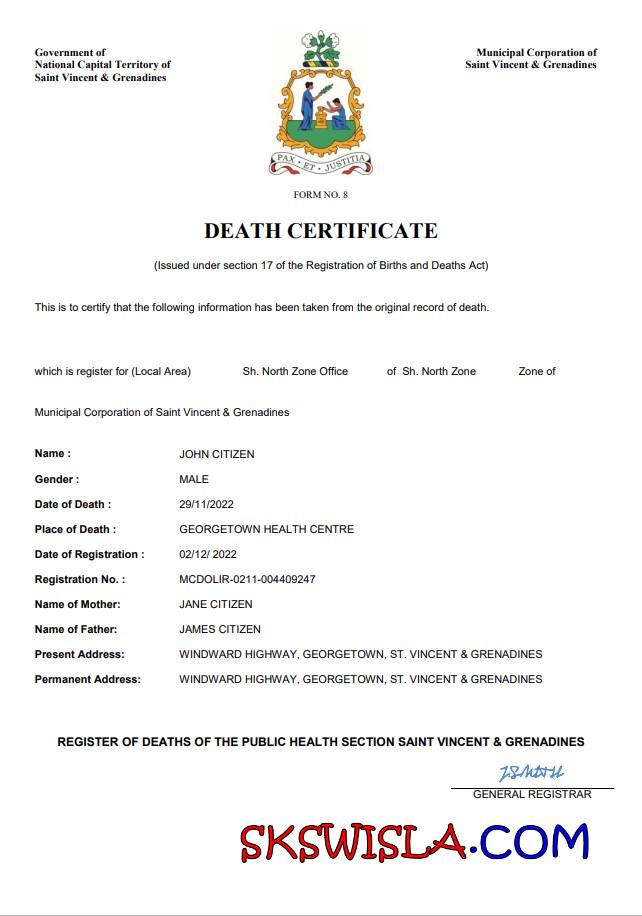 Government of
National Capital Territory of
Saint Vincent & Grenadines
Municipal Corporation of
Saint Vincent & Grenadines
PAX • ET • JUSTITIA
FORM NO. 8
DEATH CERTIFICATE
(Issued under section 17 of the Registration of Births and Deaths Act)
This is to certify that the following information has been taken from the original record of death.
which is register for (Local Area) Sh. North Zone Office of Sh. North Zone Zone of
Municipal Corporation of Saint Vincent & Grenadines
Name : JOHN CITIZEN
Gender : MALE
Date of Death : 29/11/2022
Place of Death : GEORGETOWN HEALTH CENTRE
Date of Registration : 02/12/ 2022
Registration No. : MCDOLIR-0211-004409247
Name of Mother: JANE CITIZEN
Name of Father: JAMES CITIZEN
Present Address: WINDWARD HIGHWAY, GEORGETOWN, ST. VINCENT & GRENADINES
Permanent Address: WINDWARD HIGHWAY, GEORGETOWN, ST. VINCENT & GRENADINES
REGISTER OF DEATHS OF THE PUBLIC HEALTH SECTION SAINT VINCENT & GRENADINES
GENERAL REGISTRAR
SKSWISLA.COM